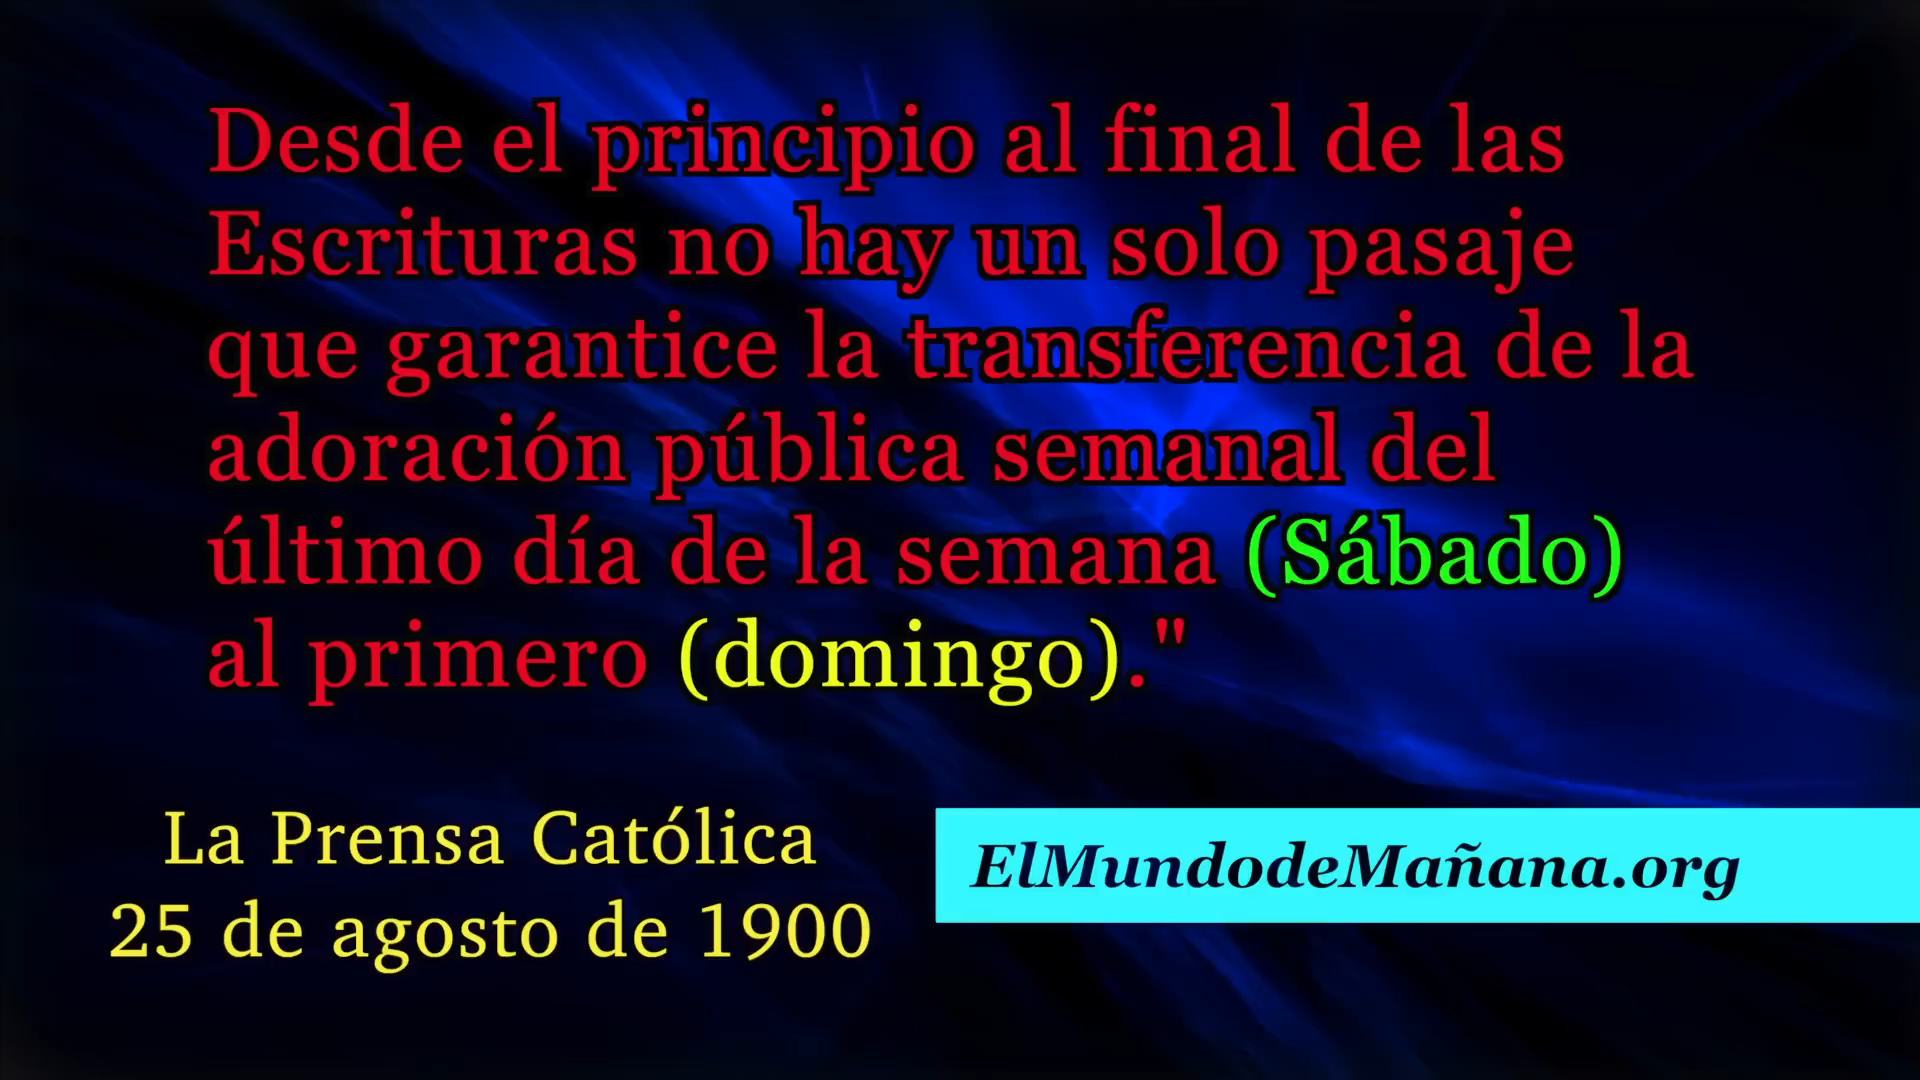 Desde el principio al final de las
Escrituras no hay un solo pasaje
que garantice la transferencia de la
adoración pública semanal del
último día de la semana (Sábado)
al primero (domingo)."
La Prensa Católica
25 de agosto de 1900
ElMundodeMañana.org